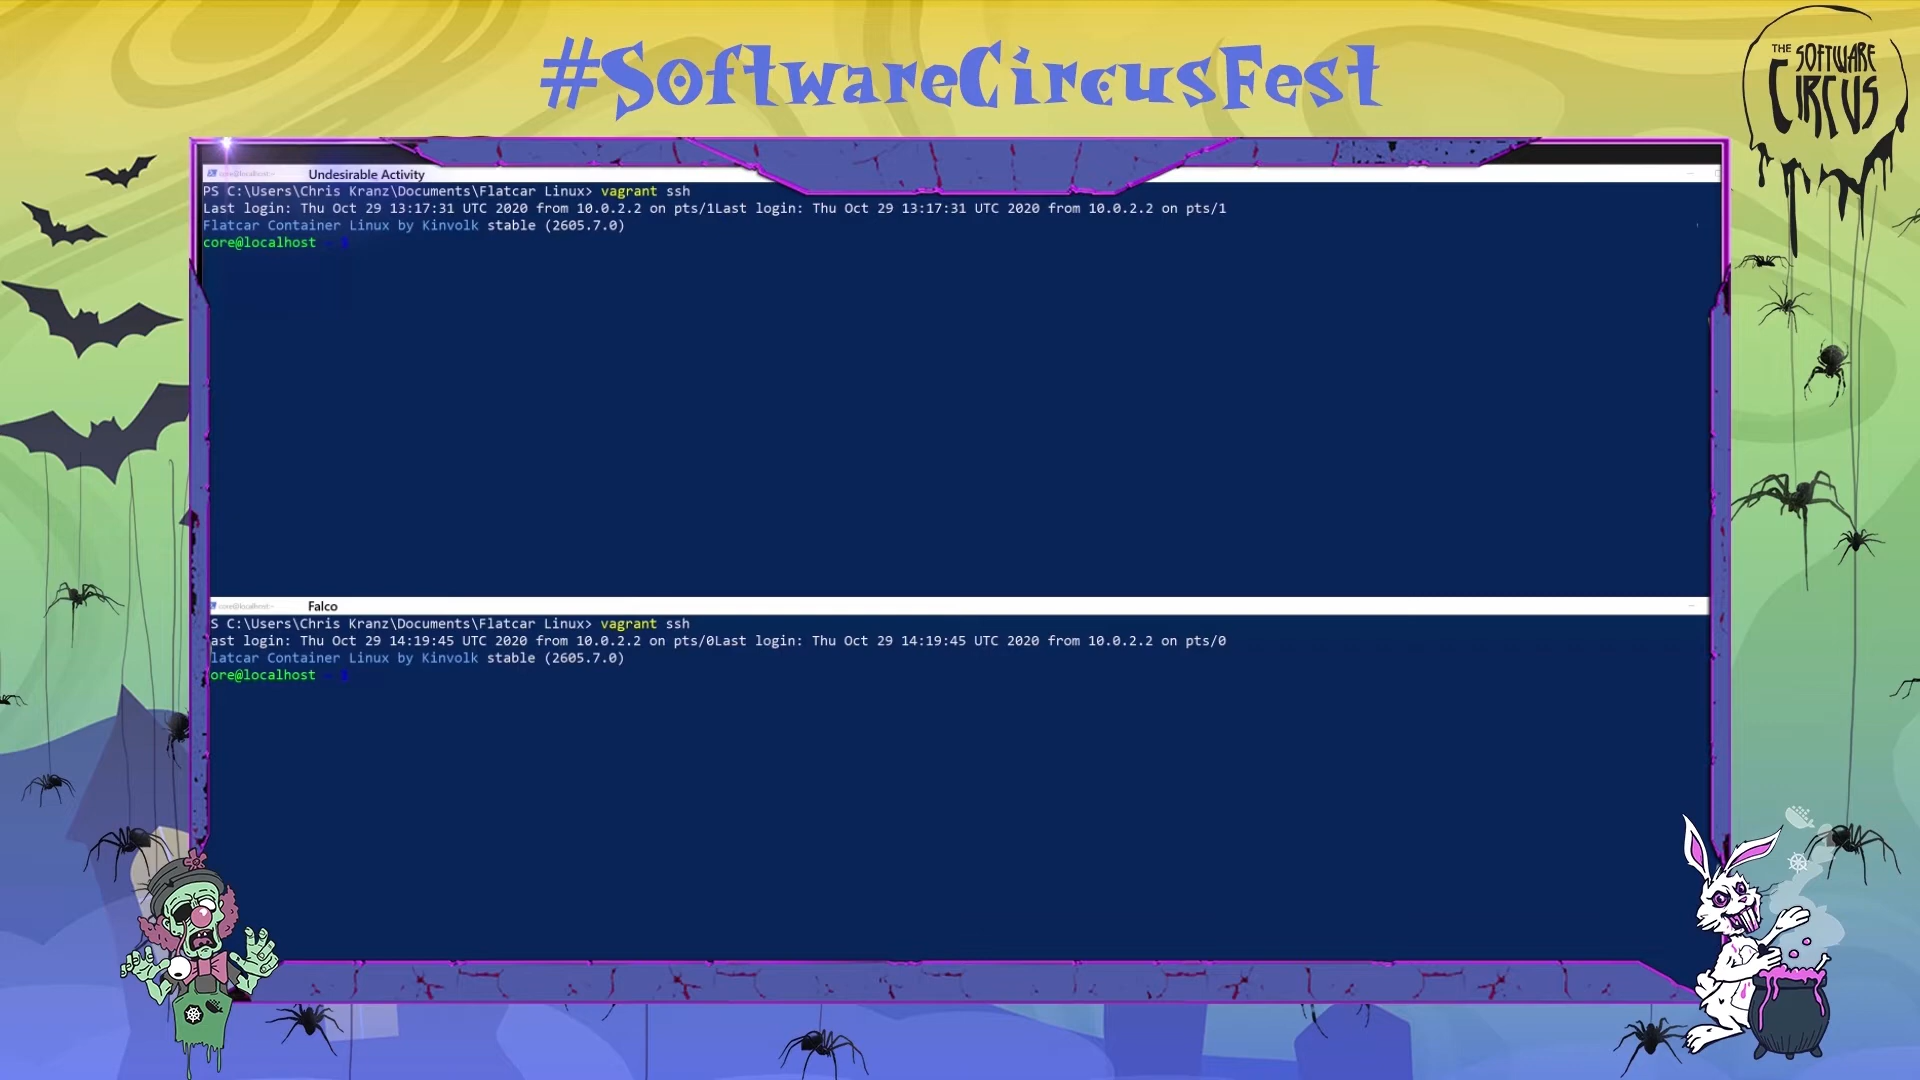 #SoftwareCircusFest
THE SOFTWARE
CIRCUS
core@localhost:~ Undesirable Activity
PS C:\Users\Chris Kranz\Documents\Flatcar Linux> vagrant ssh
Last login: Thu Oct 29 13:17:31 UTC 2020 from 10.0.2.2 on pts/1Last login: Thu Oct 29 13:17:31 UTC 2020 from 10.0.2.2 on pts/1
Flatcar Container Linux by Kinvolk stable (2605.7.0)
core@localhost ~ $
core@localhost:~ Falco
S C:\Users\Chris Kranz\Documents\Flatcar Linux> vagrant ssh
ast login: Thu Oct 29 14:19:45 UTC 2020 from 10.0.2.2 on pts/0Last login: Thu Oct 29 14:19:45 UTC 2020 from 10.0.2.2 on pts/0
latcar Container Linux by Kinvolk stable (2605.7.0)
ore@localhost ~ $